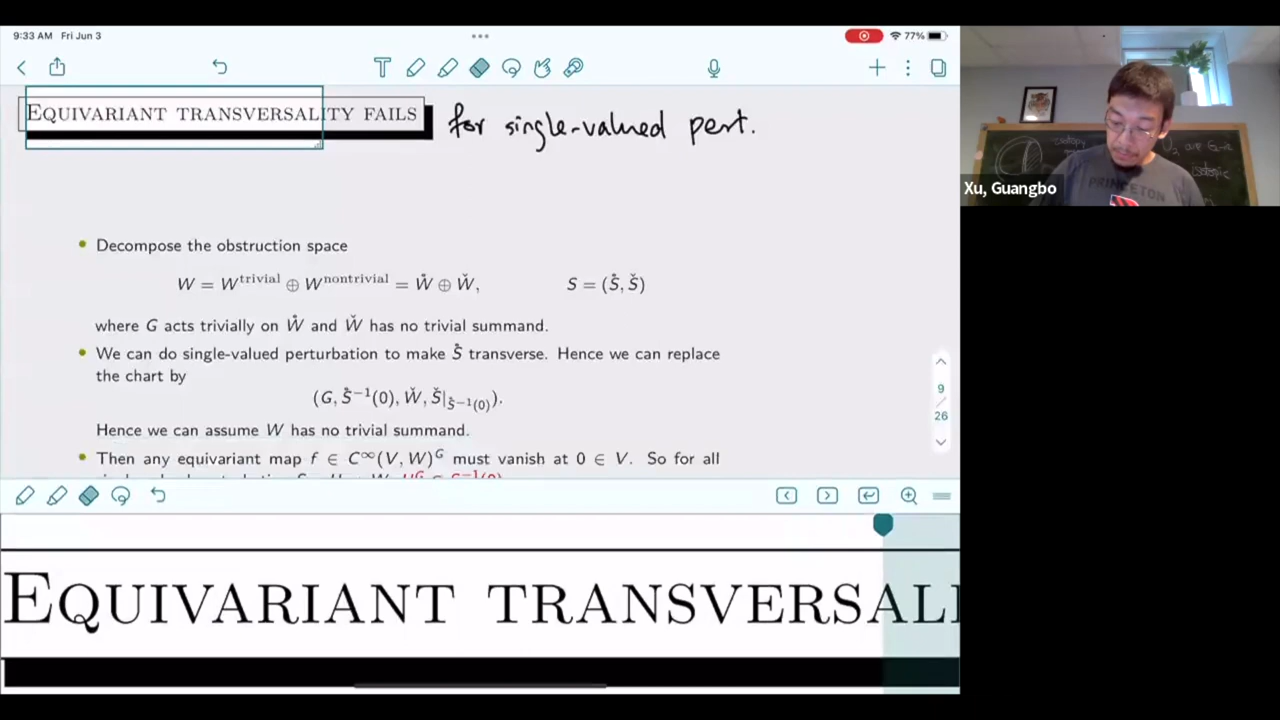 9:33 AM Fri Jun 3
77%
EQUIVARIANT TRANSVERSALITY FAILS for single-valued pert.
• Decompose the obstruction space
W = W^trivial ⊕ W^nontrivial = W̊ ⊕ W̌, S = (S̊, Š)
where G acts trivially on W̊ and W̌ has no trivial summand.
• We can do single-valued perturbation to make S̊ transverse. Hence we can replace
the chart by
(G, S̊⁻¹(0), W̌, Š|S̊⁻¹(0)).
Hence we can assume W has no trivial summand.
• Then any equivariant map f ∈ C^∞(V, W)^G must vanish at 0 ∈ V. So for all
9
26
EQUIVARIANT TRANSVERSALI
Xu, Guangbo
PRINCETON
isotopy
isotopic